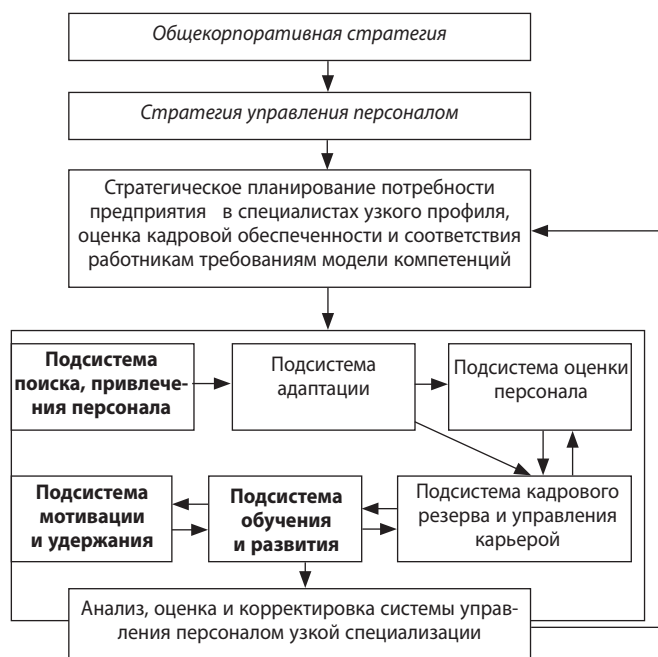 Общекорпоративная стратегия
Стратегия управления персоналом
Стратегическое планирование потребности
предприятия в специалистах узкого профиля,
оценка кадровой обеспеченности и соответствия
работникам требованиям модели компетенций
Подсистема
поиска, привлече-
ния персонала
Подсистема
адаптации
Подсистема оценки
персонала
Подсистема
мотивации
и удержания
Подсистема
обучения
и развития
Подсистема кадрового
резерва и управления
карьерой
Анализ, оценка и корректировка системы управ-
ления персоналом узкой специализации